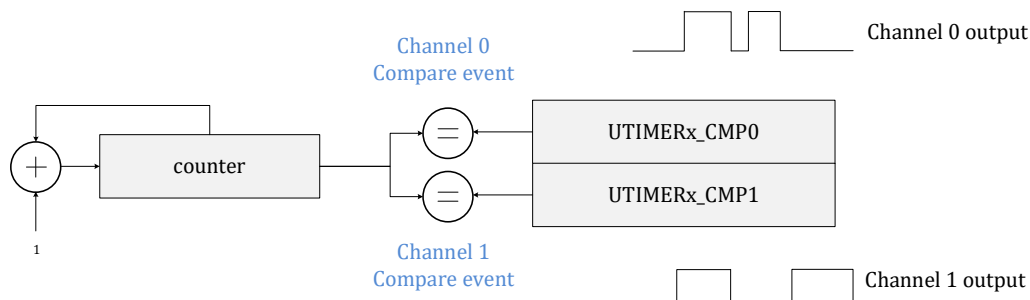 Channel 0
Compare event
Channel 0 output
UTIMERx_CMP0
+
counter
=
=
UTIMERx_CMP1
1
Channel 1
Compare event
Channel 1 output